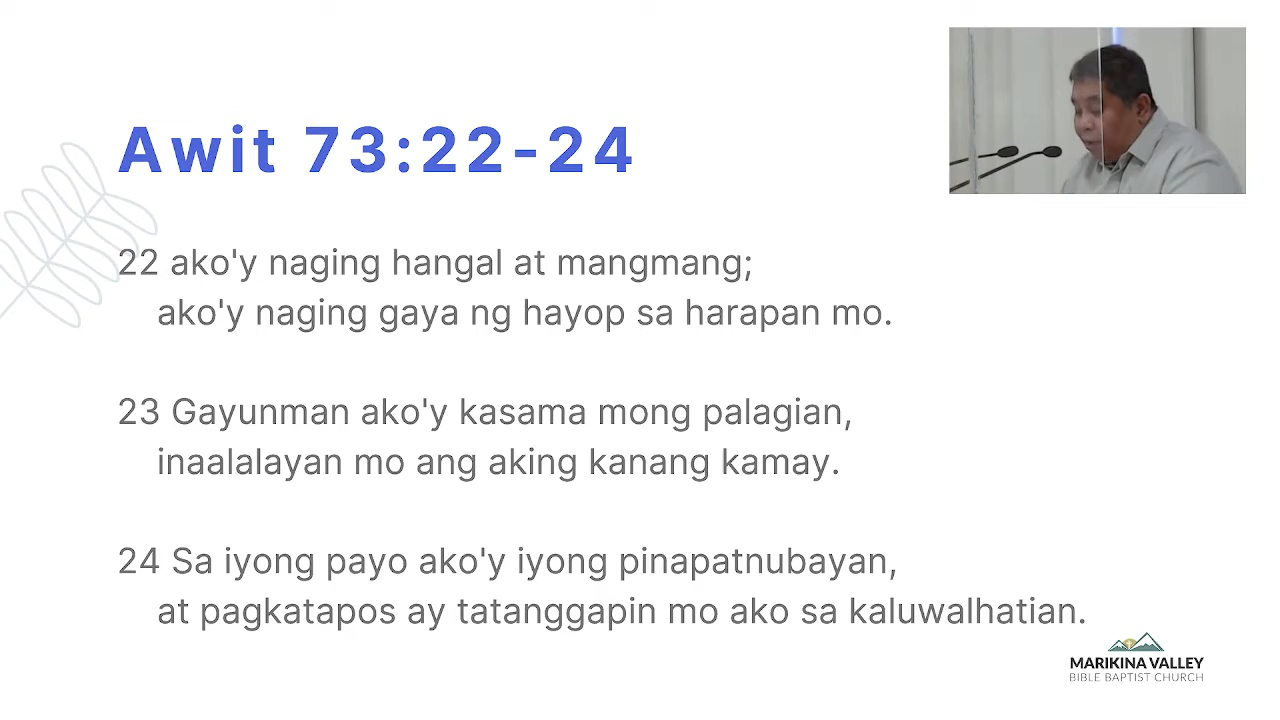 Awit 73:22-24
22 ako'y naging hangal at mangmang;
ako'y naging gaya ng hayop sa harapan mo.
23 Gayunman ako'y kasama mong palagian,
inaalalayan mo ang aking kanang kamay.
24 Sa iyong payo ako'y iyong pinapatnubayan,
at pagkatapos ay tatanggapin mo ako sa kaluwalhatian.
MARIKINA VALLEY
BIBLE BAPTIST CHURCH